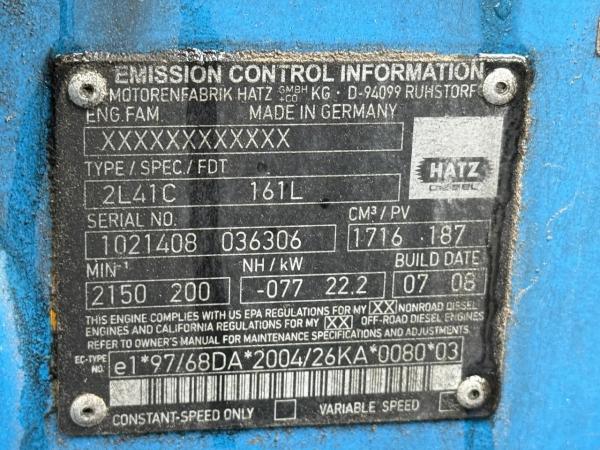 EMISSION CONTROL INFORMATION
MOTORENFABRIK HATZ GMBH +CO KG · D-94099 RUHSTORF
ENG.FAM. MADE IN GERMANY
XXXXXXXXXXXX
TYPE / SPEC./ FDT
HATZ
DIESEL
2L41C 161L
SERIAL NO. CM³/PV
1021408 036306 1716 .187
MIN-¹ NH / kW BUILD DATE
2150 200 -077 22.2 07 08
THIS ENGINE COMPLIES WITH US EPA REGULATIONS FOR MY XX NONROAD DIESEL
ENGINES AND CALIFORNIA REGULATIONS FOR MY XX OFF-ROAD DIESEL ENGINES.
REFER TO OWNER'S MANUAL FOR MAINTENANCE SPECIFICATIONS AND ADJUSTMENTS
EC-TYPE NO. e1*97/68DA*2004/26KA*0080*03
CONSTANT-SPEED ONLY VARIABLE SPEED